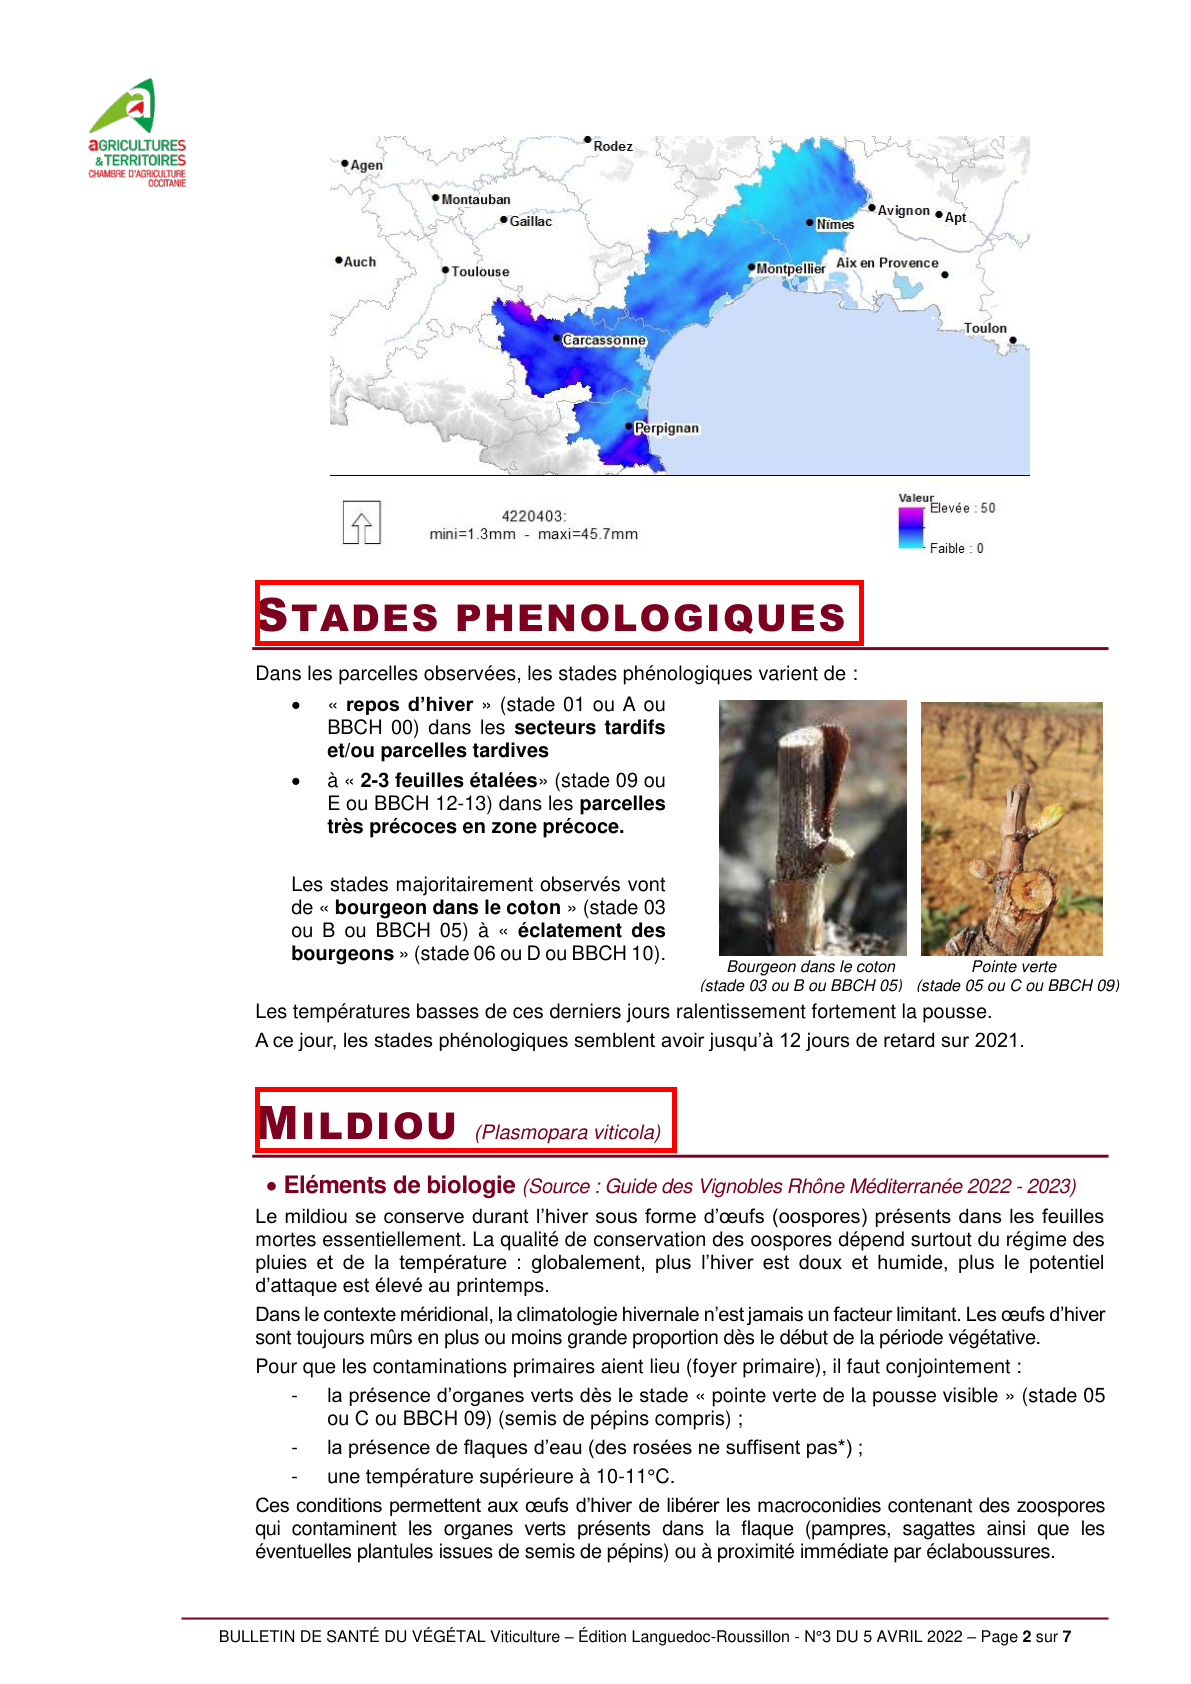 aGRICULTURES
& TERRITOIRES
CHAMBRE D'AGRICULTURE
OCCITANIE
Rodez
Agen
Montauban
Gaillac
Avignon
Apt
Nîmes
Auch
Toulouse
Montpellier
Aix en Provence
Toulon
Carcassonne
Perpignan
4220403:
mini=1.3mm - maxi=45.7mm
Valeur
Elevée : 50
Faible : 0
STADES PHENOLOGIQUES
Dans les parcelles observées, les stades phénologiques varient de :
• « repos d’hiver » (stade 01 ou A ou
BBCH 00) dans les secteurs tardifs
et/ou parcelles tardives
• à « 2-3 feuilles étalées» (stade 09 ou
E ou BBCH 12-13) dans les parcelles
très précoces en zone précoce.
Les stades majoritairement observés vont
de « bourgeon dans le coton » (stade 03
ou B ou BBCH 05) à « éclatement des
bourgeons » (stade 06 ou D ou BBCH 10).
Bourgeon dans le coton
(stade 03 ou B ou BBCH 05)
Pointe verte
(stade 05 ou C ou BBCH 09)
Les températures basses de ces derniers jours ralentissement fortement la pousse.
A ce jour, les stades phénologiques semblent avoir jusqu’à 12 jours de retard sur 2021.
MILDIOU (Plasmopara viticola)
• Eléments de biologie (Source : Guide des Vignobles Rhône Méditerranée 2022 - 2023)
Le mildiou se conserve durant l’hiver sous forme d’œufs (oospores) présents dans les feuilles
mortes essentiellement. La qualité de conservation des oospores dépend surtout du régime des
pluies et de la température : globalement, plus l’hiver est doux et humide, plus le potentiel
d’attaque est élevé au printemps.
Dans le contexte méridional, la climatologie hivernale n’est jamais un facteur limitant. Les œufs d’hiver
sont toujours mûrs en plus ou moins grande proportion dès le début de la période végétative.
Pour que les contaminations primaires aient lieu (foyer primaire), il faut conjointement :
- la présence d’organes verts dès le stade « pointe verte de la pousse visible » (stade 05
ou C ou BBCH 09) (semis de pépins compris) ;
- la présence de flaques d’eau (des rosées ne suffisent pas*) ;
- une température supérieure à 10-11°C.
Ces conditions permettent aux œufs d’hiver de libérer les macroconidies contenant des zoospores
qui contaminent les organes verts présents dans la flaque (pampres, sagattes ainsi que les
éventuelles plantules issues de semis de pépins) ou à proximité immédiate par éclaboussures.
BULLETIN DE SANTÉ DU VÉGÉTAL Viticulture – Édition Languedoc-Roussillon - N°3 DU 5 AVRIL 2022 – Page 2 sur 7